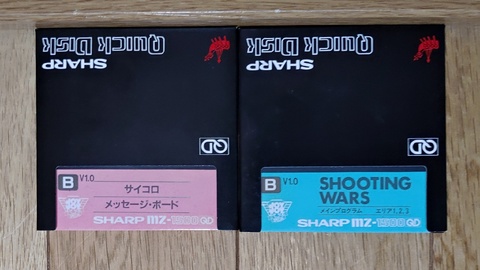 SHARP
QUICK DISK
QD
B V1.0
サイコロ
メッセージ・ボード
SHARP MZ-1500 QD
SHARP
QUICK DISK
QD
B V1.0
SHOOTING
WARS
メインプログラム エリア1,2,3
SHARP MZ-1500 QD